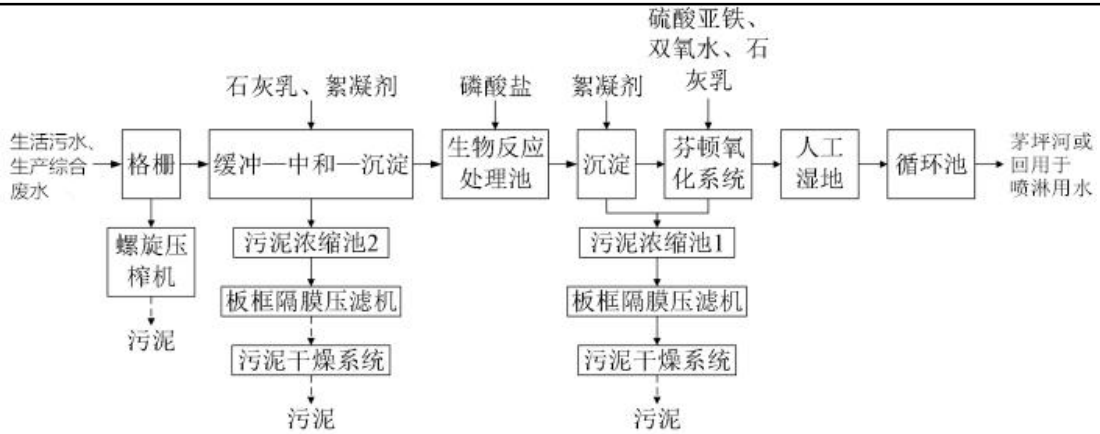 硫酸亚铁、
双氧水、石
灰乳
石灰乳、絮凝剂
磷酸盐
絮凝剂
生活污水、
生产综合
废水
格栅
缓冲—中和—沉淀
生物反应
处理池
沉淀
芬顿氧
化系统
人工
湿地
循环池
茅坪河或
回用于
喷淋用水
螺旋压
榨机
污泥
污泥浓缩池2
板框隔膜压滤机
污泥干燥系统
污泥
污泥浓缩池1
板框隔膜压滤机
污泥干燥系统
污泥